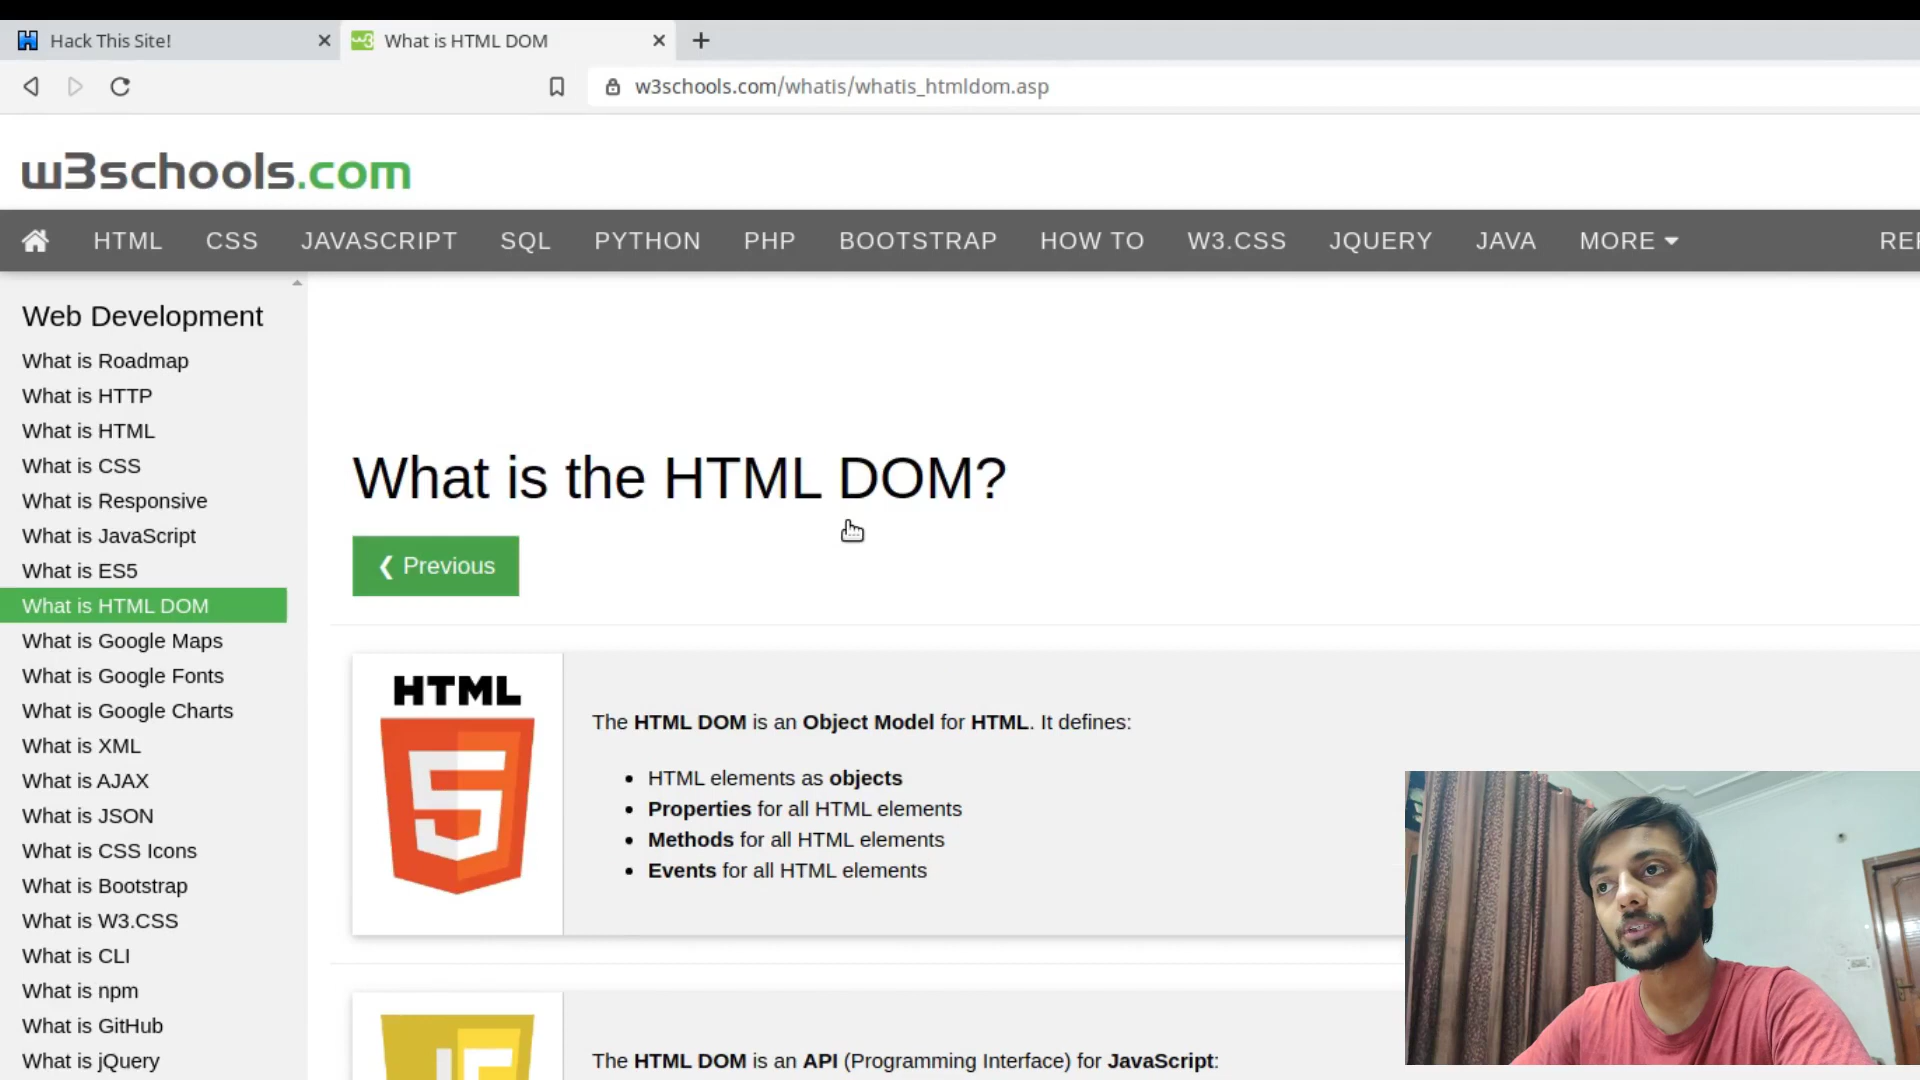 Hack This Site!
What is HTML DOM
w3schools.com/whatis/whatis_htmldom.asp
w3schools.com
HTML CSS JAVASCRIPT SQL PYTHON PHP BOOTSTRAP HOW TO W3.CSS JQUERY JAVA MORE
Web Development
What is Roadmap
What is HTTP
What is HTML
What is CSS
What is Responsive
What is JavaScript
What is ES5
What is HTML DOM
What is Google Maps
What is Google Fonts
What is Google Charts
What is XML
What is AJAX
What is JSON
What is CSS Icons
What is Bootstrap
What is W3.CSS
What is CLI
What is npm
What is GitHub
What is jQuery
What is the HTML DOM?
❮ Previous
HTML
5
The HTML DOM is an Object Model for HTML. It defines:
• HTML elements as objects
• Properties for all HTML elements
• Methods for all HTML elements
• Events for all HTML elements
The HTML DOM is an API (Programming Interface) for JavaScript: